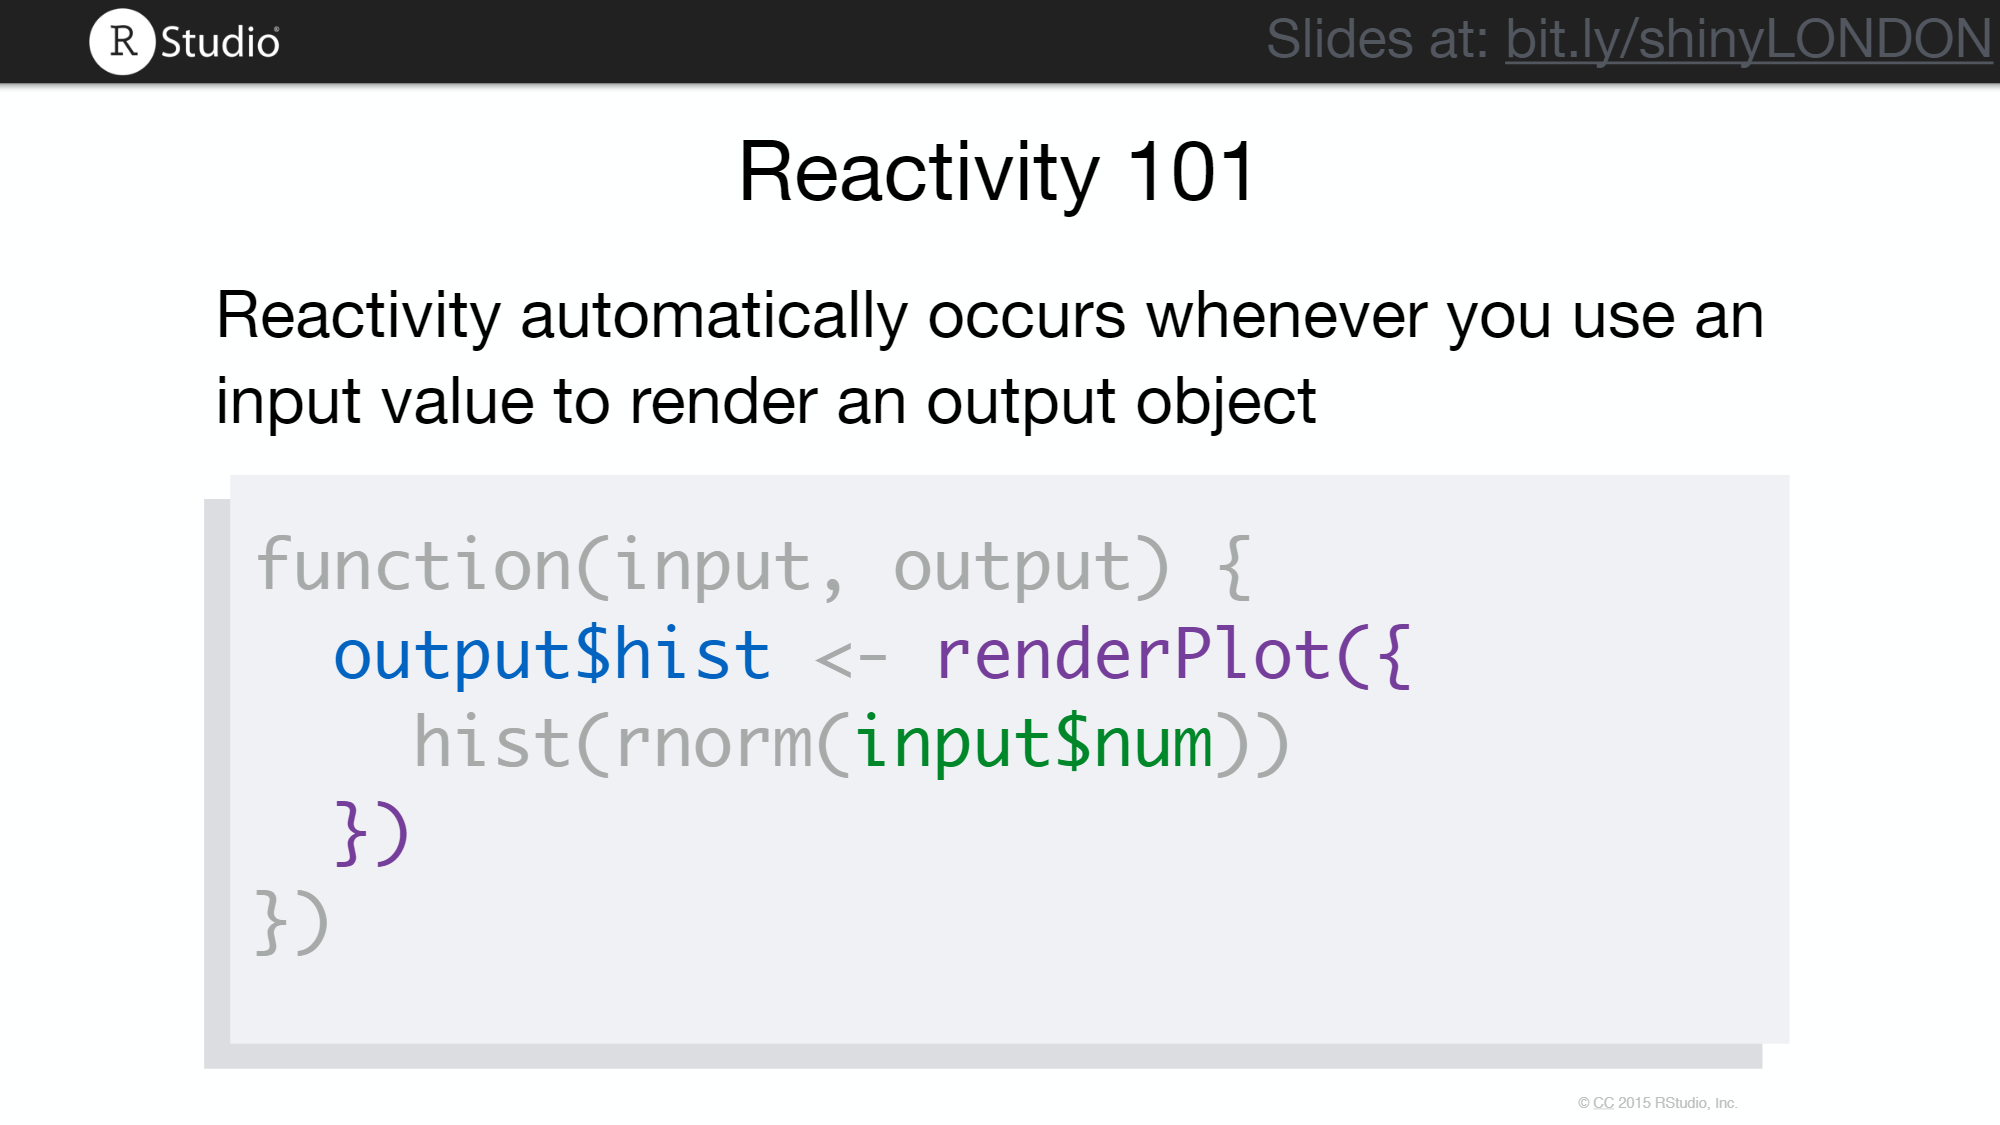 R Studio®
Slides at: bit.ly/shinyLONDON
Reactivity 101
Reactivity automatically occurs whenever you use an
input value to render an output object
function(input, output) {
  output$hist <- renderPlot({
    hist(rnorm(input$num))
  })
})
© CC 2015 RStudio, Inc.